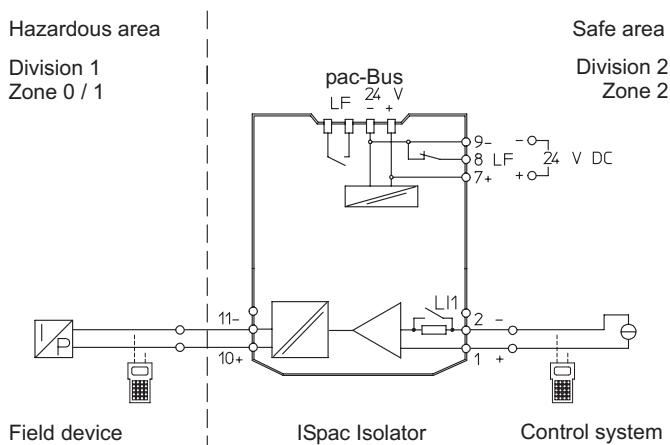 Hazardous area
Safe area
Division 1
Zone 0 / 1
Division 2
Zone 2
pac-Bus
LF 24 V
- +
9- -
8 LF 24 V DC
7+ +
LI1
11-
2 -
I/P
10+
1 +
Field device
ISpac Isolator
Control system